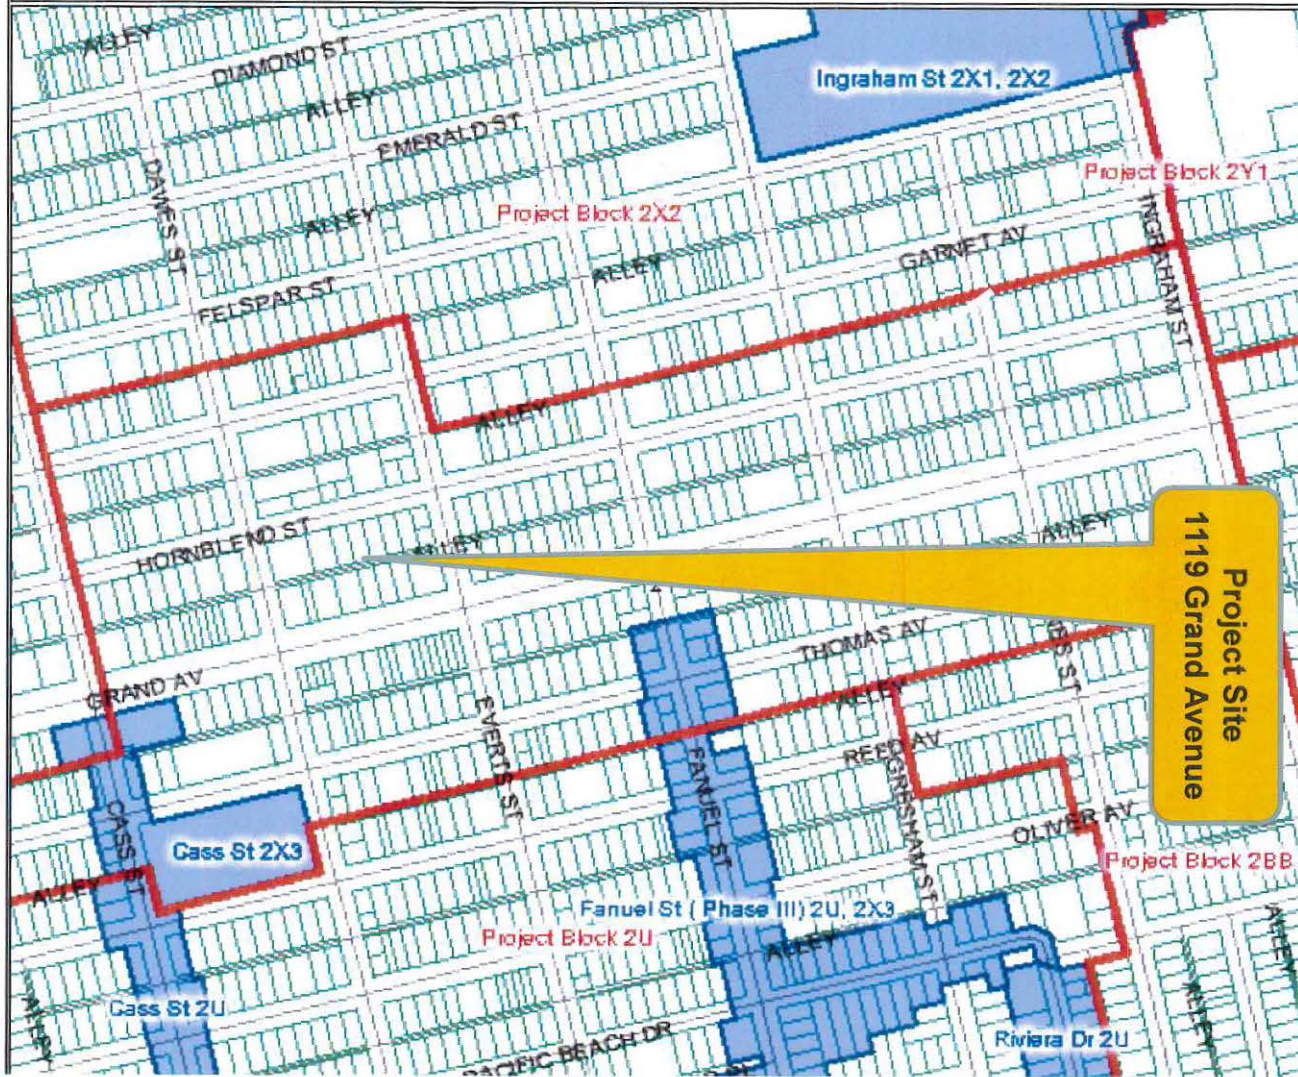 ALLEY
DIAMOND ST
ALLEY
EMERALD ST
Ingraham St 2X1, 2X2
DAWES ST
ALLEY
Project Block 2X2
Project Block 2Y1
INGRAHAM ST
GARNET AV
ALLEY
FELSPAR ST
ALLEY
HORNBLEND ST
ALLEY
ALLEY
Project Site
1119 Grand Avenue
THOMAS AV
GRAND AV
ALLEY
EVERTS ST
FANUEL ST
REED AV
GRESHAM ST
OLIVER AV
CASS ST
Cass St 2X3
Project Block 2BB
ALLEY
Fanuel St ( Phase III) 2U, 2X3
Project Block 2U
ALLEY
ALLEY
Cass St 2U
ALLEY
ALLEY
Riviera Dr 2U
PACIFIC BEACH DR